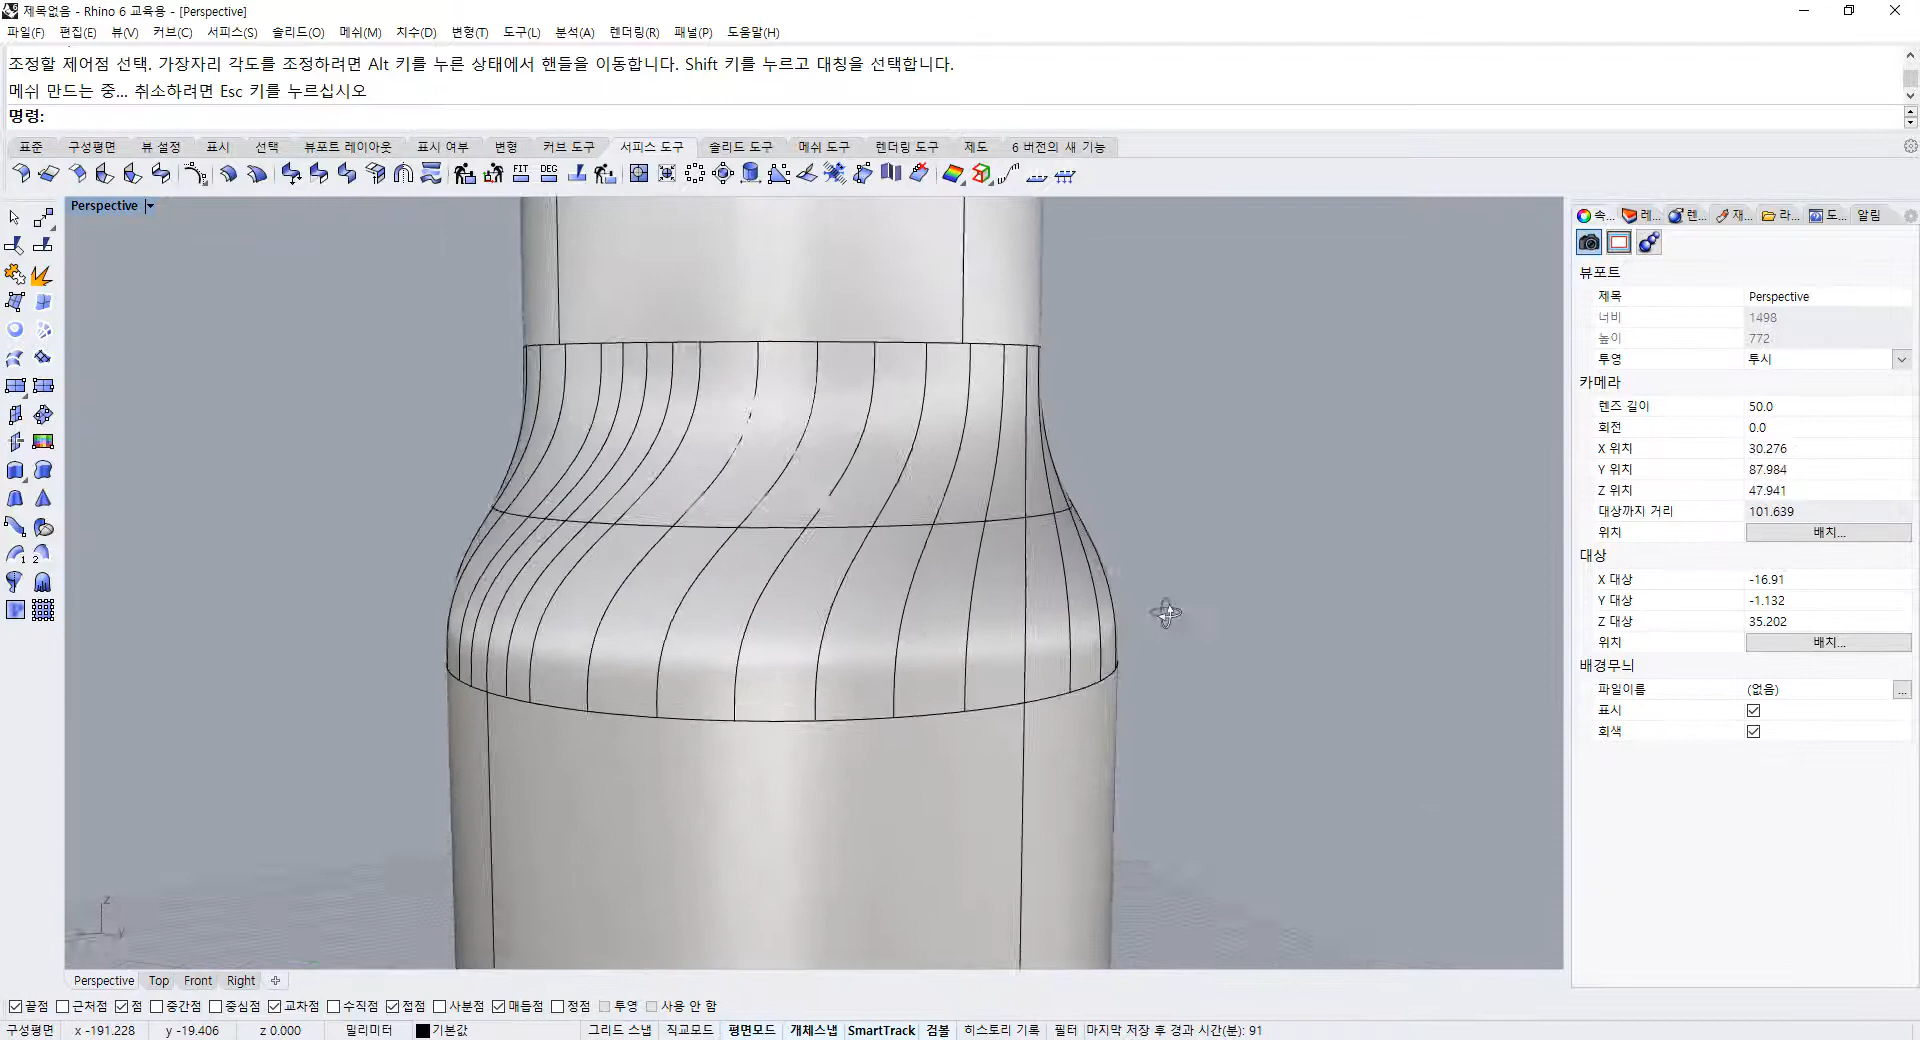 제목없음 - Rhino 6 교육용 - [Perspective]
파일(F) 편집(E) 뷰(V) 커브(C) 서피스(S) 솔리드(O) 메쉬(M) 치수(D) 변형(T) 도구(L) 분석(A) 렌더링(R) 패널(P) 도움말(H)
조정할 제어점 선택. 가장자리 각도를 조정하려면 Alt 키를 누른 상태에서 핸들을 이동합니다. Shift 키를 누르고 대칭을 선택합니다.
메쉬 만드는 중... 취소하려면 Esc 키를 누르십시오
명령:
표준 구성평면 뷰 설정 표시 선택 뷰포트 레이아웃 표시 여부 변형 커브 도구 서피스 도구 솔리드 도구 메쉬 도구 렌더링 도구 제도 6 버전의 새 기능
FIT DEG
Perspective
속... 레... 렌... 재... 라... 도... 알림
뷰포트
제목 Perspective
너비 1498
높이 772
투영 투시
카메라
렌즈 길이 50.0
회전 0.0
X 위치 30.276
Y 위치 87.984
Z 위치 47.941
대상까지 거리 101.639
위치 배치...
대상
X 대상 -16.91
Y 대상 -1.132
Z 대상 35.202
위치 배치...
배경무늬
파일이름 (없음) ...
표시
회색
z
y
Perspective Top Front Right
끝점 근처점 점 중간점 중심점 교차점 수직점 접점 사분점 매듭점 정점 투영 사용 안 함
구성평면 x -191.228 y -19.406 z 0.000 밀리미터 기본값 그리드 스냅 직교모드 평면모드 개체스냅 SmartTrack 검볼 히스토리 기록 필터 마지막 저장 후 경과 시간(분): 91